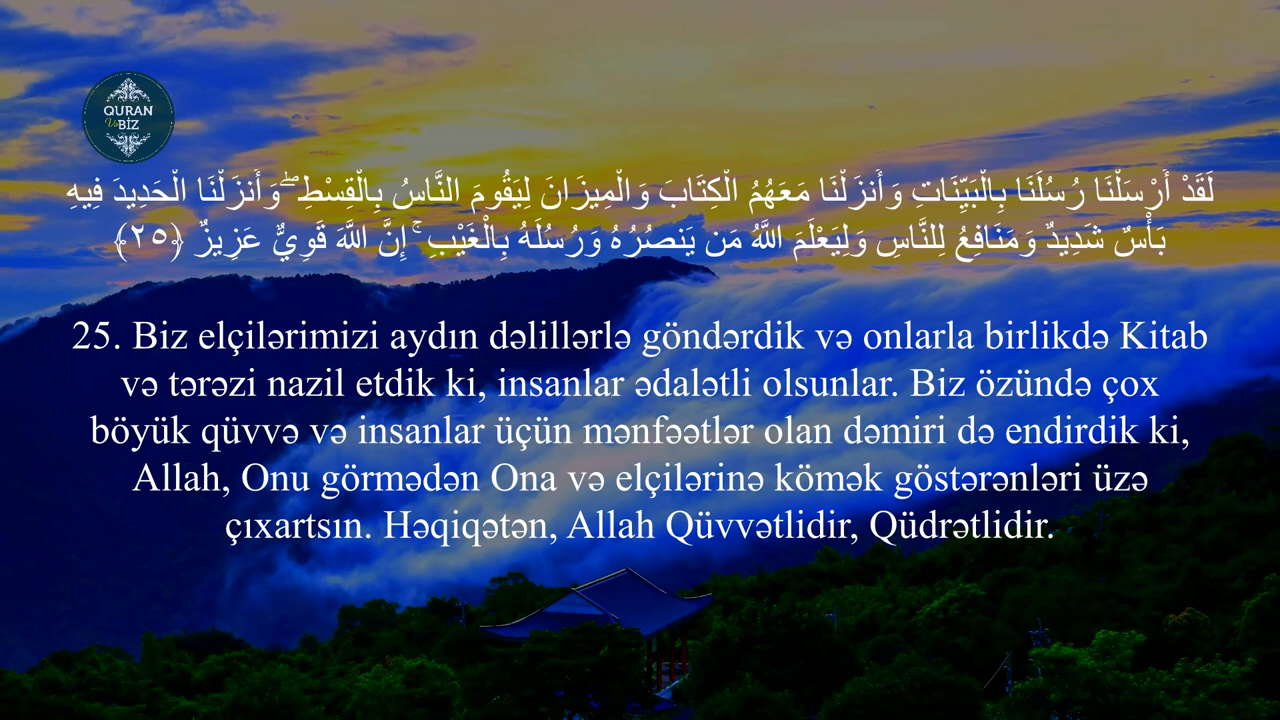 QURAN
Və BİZ
لَقَدْ أَرْسَلْنَا رُسُلَنَا بِالْبَيِّنَاتِ وَأَنزَلْنَا مَعَهُمُ الْكِتَابَ وَالْمِيزَانَ لِيَقُومَ النَّاسُ بِالْقِسْطِ ۖ وَأَنزَلْنَا الْحَدِيدَ فِيهِ
بَأْسٌ شَدِيدٌ وَمَنَافِعُ لِلنَّاسِ وَلِيَعْلَمَ اللَّهُ مَن يَنصُرُهُ وَرُسُلَهُ بِالْغَيْبِ ۚ إِنَّ اللَّهَ قَوِيٌّ عَزِيزٌ ﴿٢٥﴾
25. Biz elçilərimizi aydın dəlillərlə göndərdik və onlarla birlikdə Kitab
və tərəzi nazil etdik ki, insanlar ədalətli olsunlar. Biz özündə çox
böyük qüvvə və insanlar üçün mənfəətlər olan dəmiri də endirdik ki,
Allah, Onu görmədən Ona və elçilərinə kömək göstərənləri üzə
çıxartsın. Həqiqətən, Allah Qüvvətlidir, Qüdrətlidir.